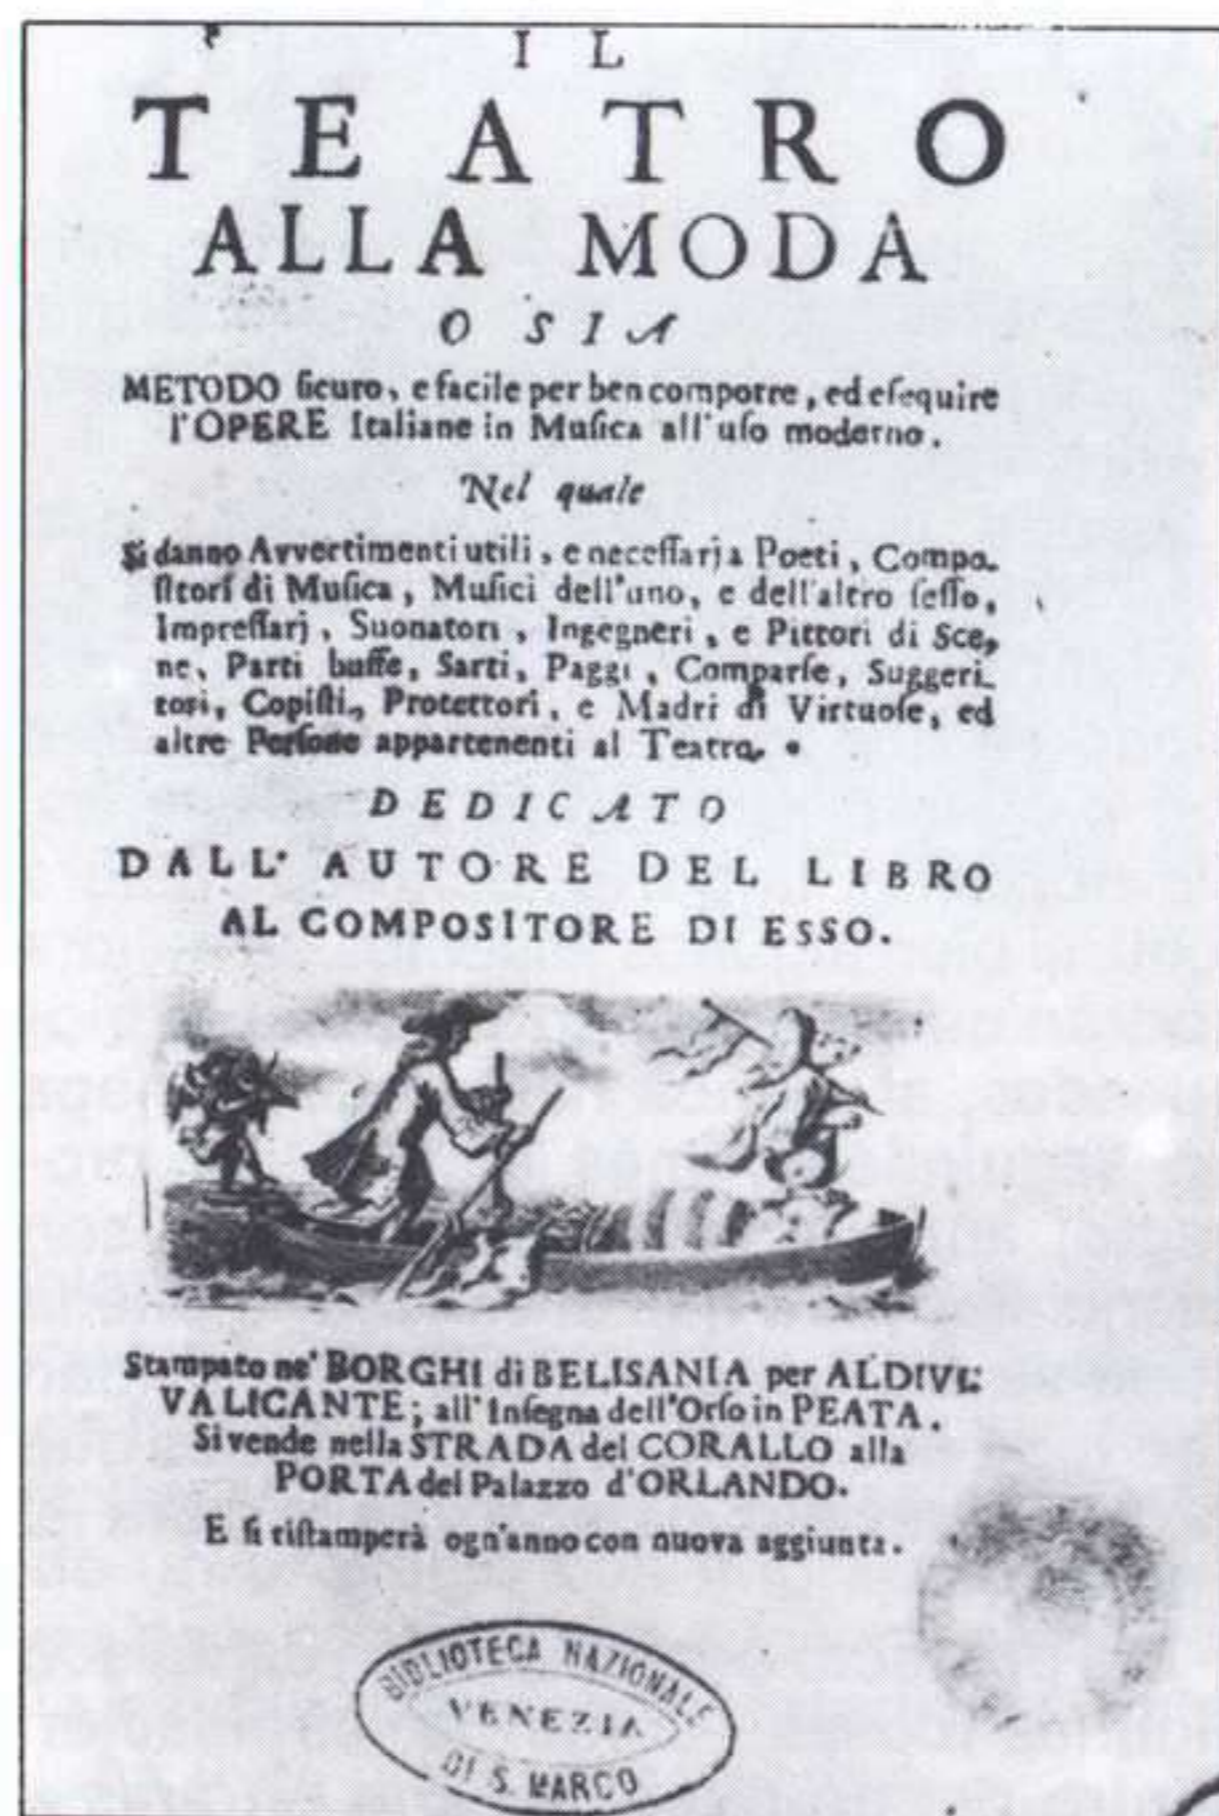 IL
TEATRO
ALLA MODA
O SIA
METODO ſicuro, e facile per ben comporre, ed eſequire
l'OPERE Italiane in Muſica all'uſo moderno.
Nel quale
Si danno Avvertimenti utili, e neceſſarj a Poeti, Compo-
ſitori di Muſica, Muſici dell'uno, e dell'altro ſeſſo,
Impreſſarj, Suonatori, Ingegneri, e Pittori di Sce-
ne, Parti buffe, Sarti, Paggi, Comparſe, Suggeri-
tori, Copiſti, Protettori, e Madri di Virtuoſe, ed
altre Perſone appartenenti al Teatro.
DEDICATO
DALL' AUTORE DEL LIBRO
AL COMPOSITORE DI ESSO.
Stampato ne' BORGHI di BELISANIA per ALDIVI-
VALICANTE; all'Inſegna dell'Orſo in PEATA.
Si vende nella STRADA del CORALLO alla
PORTA del Palazzo d'ORLANDO.
E ſi riſtamperà ogn'anno con nuova aggiunta.
BIBLIOTECA NAZIONALE
VENEZIA
DI S. MARCO